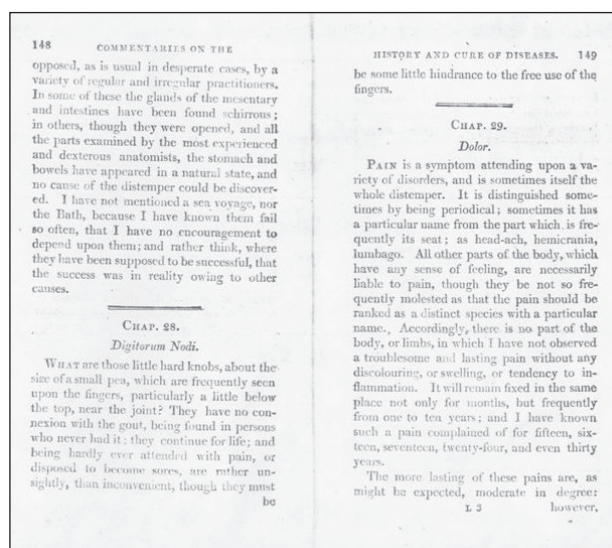 148 COMMENTARIES ON THE
opposed, as is usual in desperate cases, by a
variety of regular and irregular practitioners.
In some of these the glands of the mesentary
and intestines have been found schirrous;
in others, though they were opened, and all
the parts examined by the most experienced
and dexterous anatomists, the stomach and
bowels have appeared in a natural state, and
no cause of the distemper could be discover-
ed. I have not mentioned a sea voyage, nor
the Bath, because I have known them fail
so often, that I have no encouragement to
depend upon them; and rather think, where
they have been supposed to be successful, that
the success was in reality owing to other
causes.
CHAP. 28.
Digitorum Nodi.
WHAT are those little hard knobs, about the
size of a small pea, which are frequently seen
upon the fingers, particularly a little below
the top, near the joint? They have no con-
nexion with the gout, being found in persons
who never had it: they continue for life; and
being hardly ever attended with pain, or
disposed to become sores, are rather un-
sightly, than inconvenient, though they must
be
HISTORY AND CURE OF DISEASES. 149
be some little hindrance to the free use of the
fingers.
CHAP. 29.
Dolor.
PAIN is a symptom attending upon a va-
riety of disorders, and is sometimes itself the
whole distemper. It is distinguished some-
times by being periodical; sometimes it has
a particular name from the part which is fre-
quently its seat; as head-ach, hemicrania,
lumbago. All other parts of the body, which
have any sense of feeling, are necessarily
liable to pain, though they be not so fre-
quently molested as that the pain should be
ranked as a distinct species with a particular
name. Accordingly, there is no part of the
body, or limbs, in which I have not observed
a troublesome and lasting pain without any
discolouring, or swelling, or tendency to in-
flammation. It will remain fixed in the same
place not only for months, but frequently
from one to ten years; and I have known
such a pain complained of for fifteen, six-
teen, seventeen, twenty-four, and even thirty
years.
The more lasting of these pains are, as
might be expected, moderate in degree:
L 3 however,